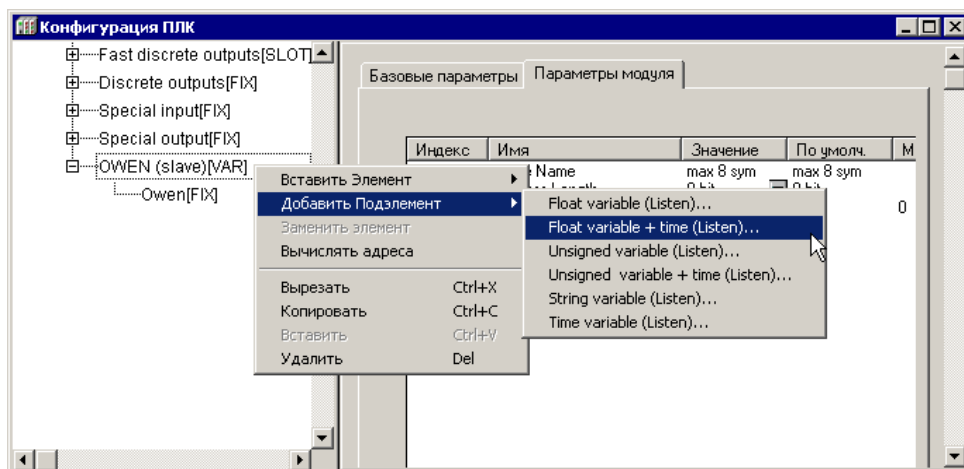 Конфигурация ПЛК
Fast discrete outputs[SLOT]
Discrete outputs[FIX]
Special input[FIX]
Special output[FIX]
OWEN (slave)[VAR]
Owen[FIX]
Базовые параметры Параметры модуля
Индекс Имя Значение По умолч. М
Name max 8 sym max 8 sym
0
Вставить Элемент
Добавить Подэлемент
Заменить элемент
Вычислять адреса
Вырезать Ctrl+X
Копировать Ctrl+C
Вставить Ctrl+V
Удалить Del
Float variable (Listen)...
Float variable + time (Listen)...
Unsigned variable (Listen)...
Unsigned variable + time (Listen)...
String variable (Listen)...
Time variable (Listen)...